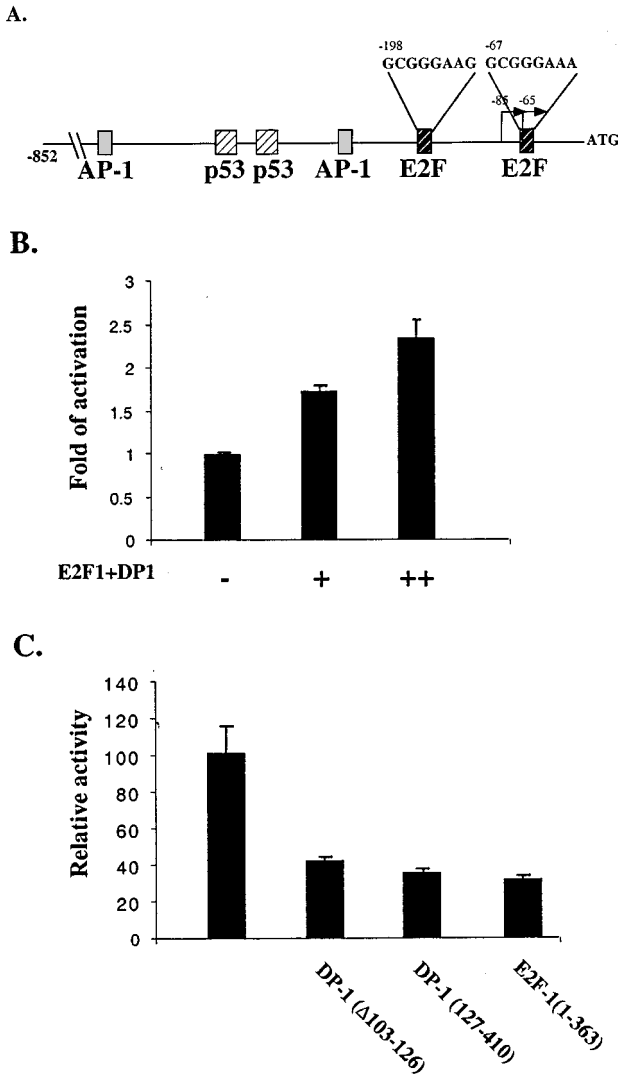 A.
-198 -67
GCGGGAAG GCGGGAAA
-85 -65
-852 ATG
AP-1 p53 p53 AP-1 E2F E2F
B.
Fold of activation
3
2.5
2
1.5
1
0.5
0
E2F1+DP1 - + ++
C.
Relative activity
140
120
100
80
60
40
20
0
DP-1 (Δ103-126)
DP-1 (127-410)
E2F-1(1-363)